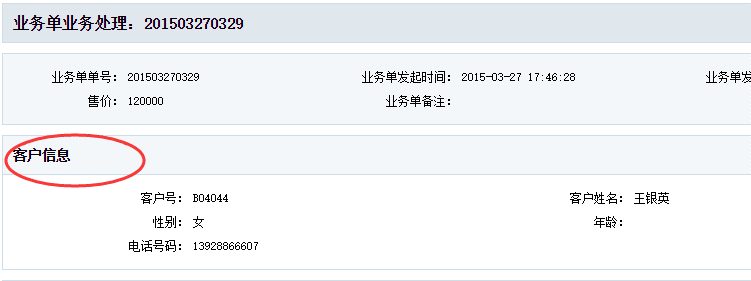 业务单业务处理：201503270329
业务单单号：201503270329 业务单发起时间：2015-03-27 17:46:28 业务单发
售价：120000 业务单备注：
客户信息
客户号：B04044 客户姓名：王银英
性别：女 年龄：
电话号码：13928866607